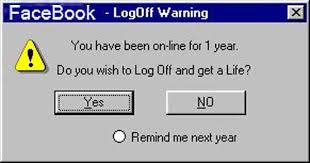 FaceBook - LogOff Warning
You have been on-line for 1 year.
Do you wish to Log Off and get a Life?
Yes
NO
Remind me next year